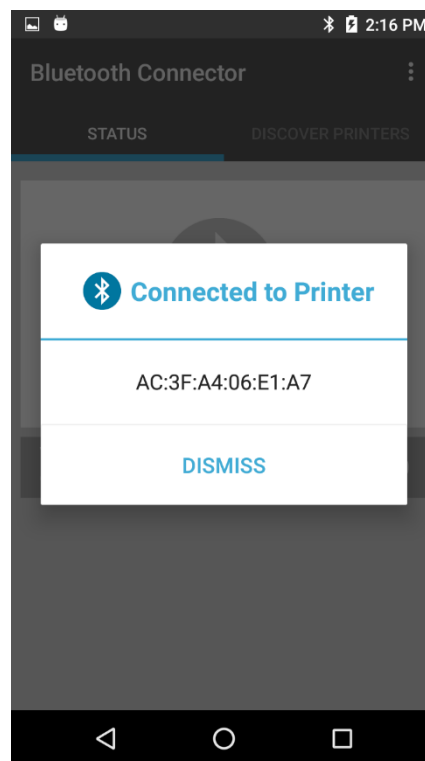 2:16 PM
Bluetooth Connector
STATUS
DISCOVER PRINTERS
Connected to Printer
AC:3F:A4:06:E1:A7
DISMISS